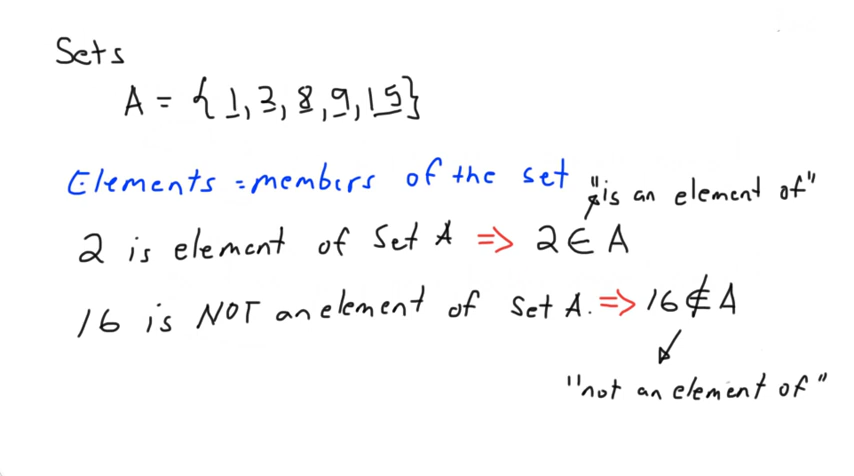 Sets
A = {1, 3, 8, 9, 15}
Elements = members of the set
"is an element of"
2 is element of Set A ⇒ 2 ∈ A
16 is NOT an element of Set A. ⇒ 16 ∉ A
"not an element of"